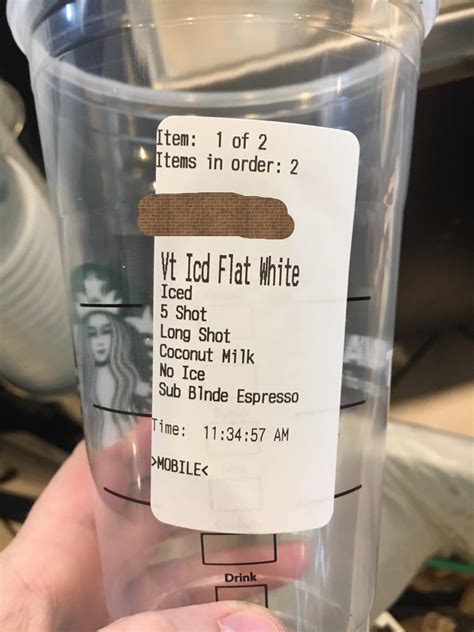 Item: 1 of 2
Items in order: 2
Vt Icd Flat White
Iced
5 Shot
Long Shot
Coconut Milk
No Ice
Sub Blnde Espresso
Time: 11:34:57 AM
>MOBILE<
Drink